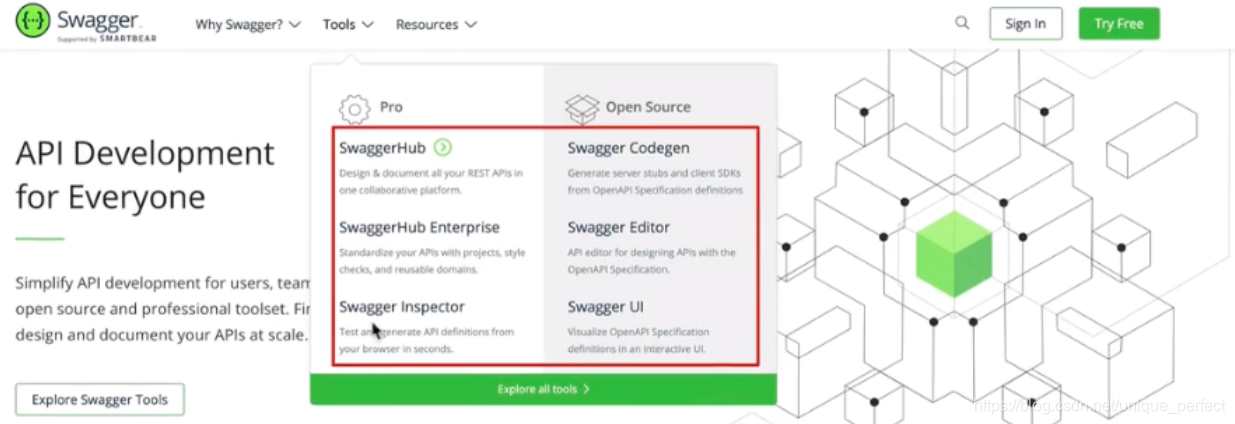 Swagger.
Supported by SMARTBEAR
Why Swagger?
Tools
Resources
Sign In
Try Free
API Development
for Everyone
Simplify API development for users, team
open source and professional toolset. Fi
design and document your APIs at scale.
Explore Swagger Tools
Pro
SwaggerHub
Design & document all your REST APIs in
one collaborative platform.
SwaggerHub Enterprise
Standardize your APIs with projects, style
checks, and reusable domains.
Swagger Inspector
Test and generate API definitions from
your browser in seconds.
Open Source
Swagger Codegen
Generate server stubs and client SDKs
from OpenAPI Specification definitions
Swagger Editor
API editor for designing APIs with the
OpenAPI Specification.
Swagger UI
Visualize OpenAPI Specification
definitions in an interactive UI.
Explore all tools
https://blog.csdn.net/unique_perfect